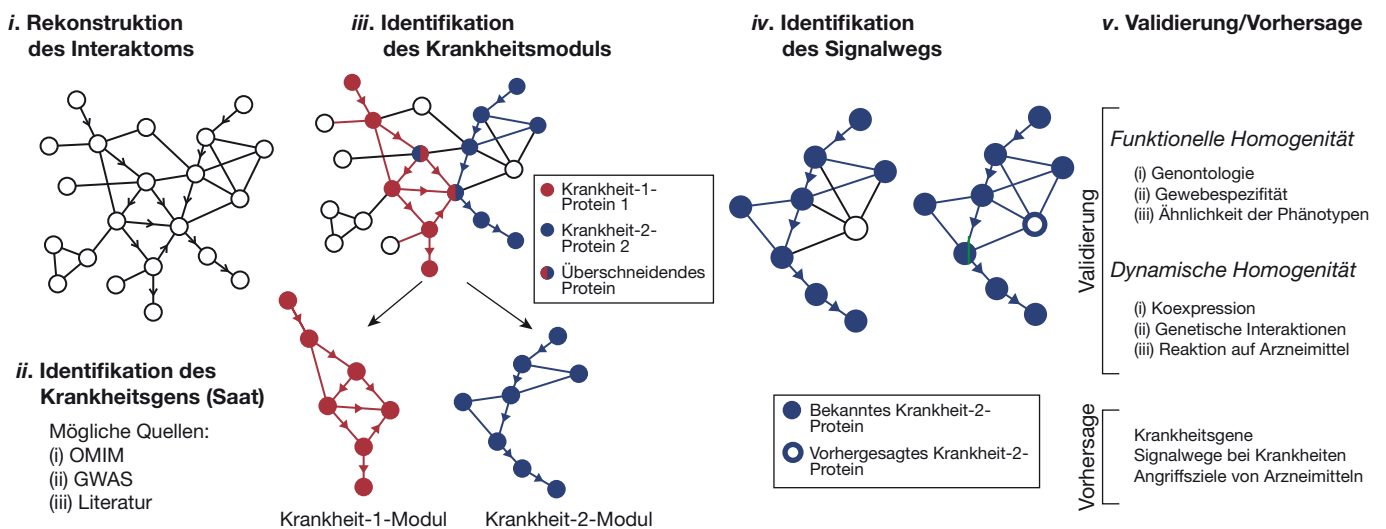 i. Rekonstruktion
des Interaktoms
ii. Identifikation des
Krankheitsgens (Saat)
Mögliche Quellen:
(i) OMIM
(ii) GWAS
(iii) Literatur
iii. Identifikation
des Krankheitsmoduls
Krankheit-1-
Protein 1
Krankheit-2-
Protein 2
Überschneidendes
Protein
Krankheit-1-Modul
Krankheit-2-Modul
iv. Identifikation
des Signalwegs
Bekanntes Krankheit-2-
Protein
Vorhergesagtes Krankheit-2-
Protein
v. Validierung/Vorhersage
Validierung
Funktionelle Homogenität
(i) Genontologie
(ii) Gewebespezifität
(iii) Ähnlichkeit der Phänotypen
Dynamische Homogenität
(i) Koexpression
(ii) Genetische Interaktionen
(iii) Reaktion auf Arzneimittel
Vorhersage
Krankheitsgene
Signalwege bei Krankheiten
Angriffsziele von Arzneimitteln